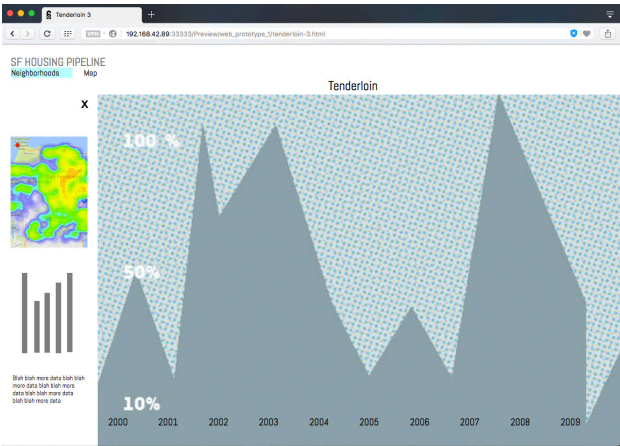 Tenderloin 3
VPN
192.168.42.89:33333/Preview/web_prototype_1/tenderloin-3.html
SF HOUSING PIPELINE
Neighborhoods Map
Tenderloin
X
100 %
50%
10%
2000 2001 2002 2003 2004 2005 2006 2007 2008 2009
Blah blah more data blah blah
more data blah blah more
data blah blah more data
blah blah more data